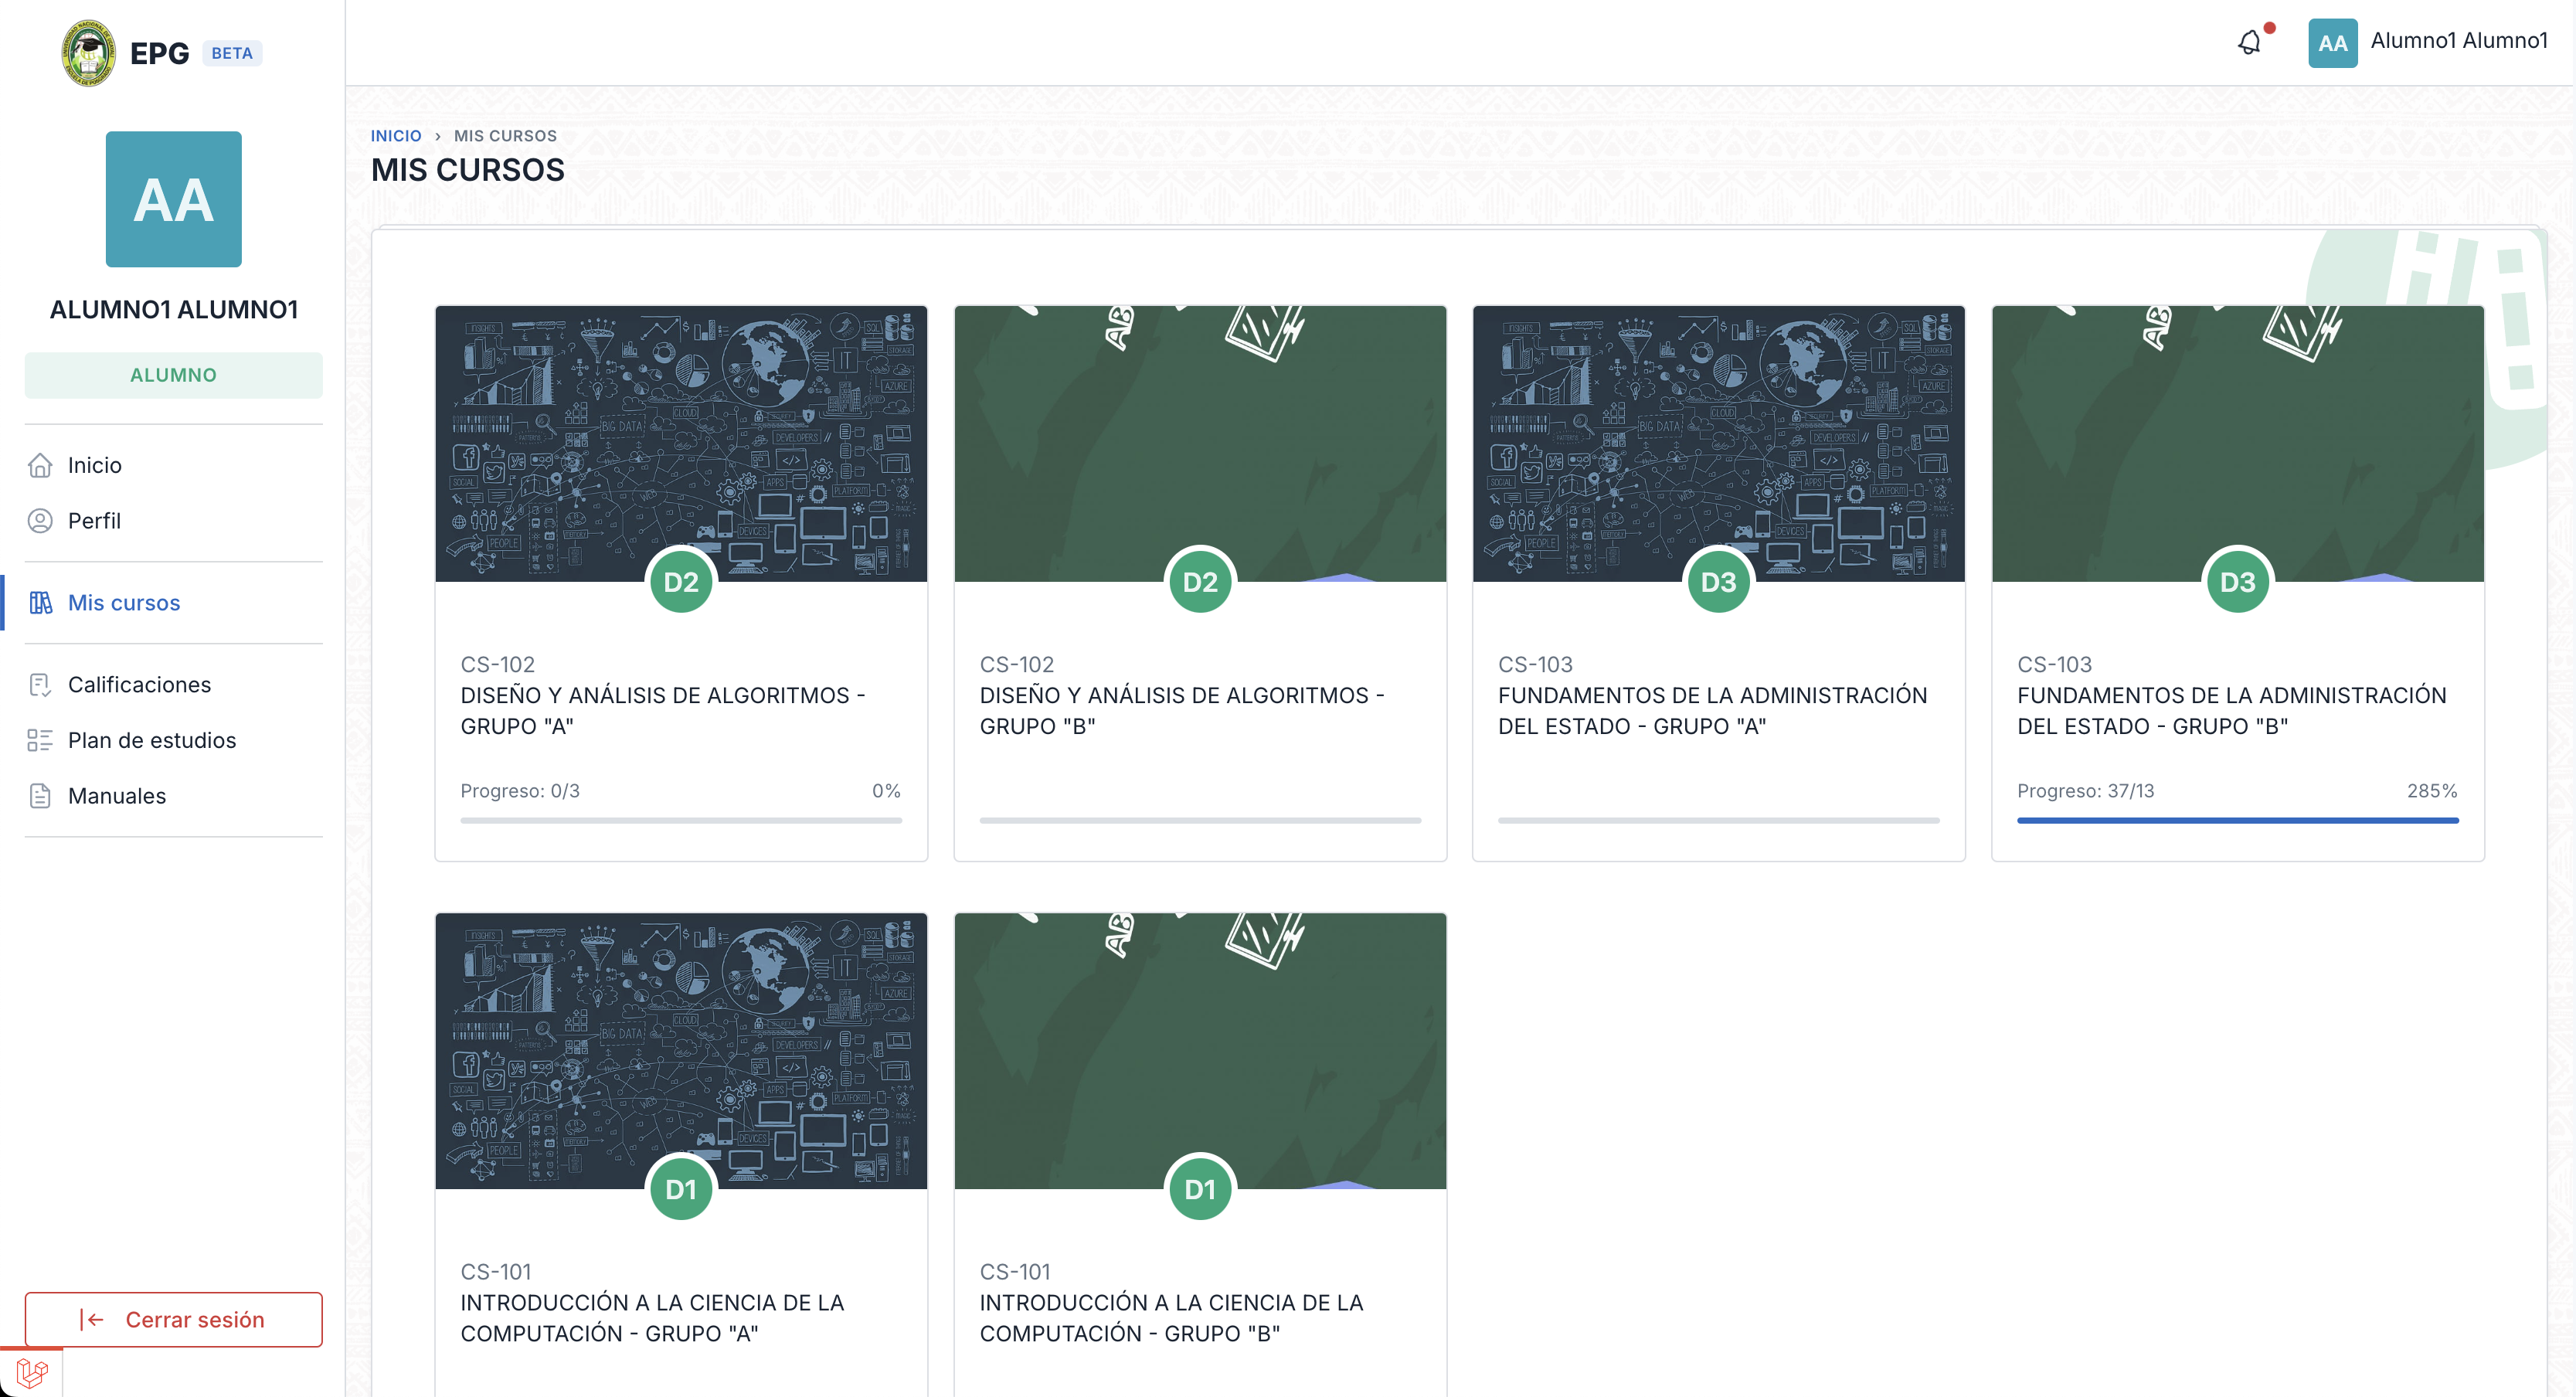 EPG BETA
Alumno1 Alumno1
AA
AA
ALUMNO1 ALUMNO1
ALUMNO
Inicio
Perfil
Mis cursos
Calificaciones
Plan de estudios
Manuales
Cerrar sesión
INICIO › MIS CURSOS
MIS CURSOS
D2
CS-102
DISEÑO Y ANÁLISIS DE ALGORITMOS -
GRUPO "A"
Progreso: 0/3 0%
AB
D2
CS-102
DISEÑO Y ANÁLISIS DE ALGORITMOS -
GRUPO "B"
D3
CS-103
FUNDAMENTOS DE LA ADMINISTRACIÓN
DEL ESTADO - GRUPO "A"
AB
D3
CS-103
FUNDAMENTOS DE LA ADMINISTRACIÓN
DEL ESTADO - GRUPO "B"
Progreso: 37/13 285%
D1
CS-101
INTRODUCCIÓN A LA CIENCIA DE LA
COMPUTACIÓN - GRUPO "A"
AB
D1
CS-101
INTRODUCCIÓN A LA CIENCIA DE LA
COMPUTACIÓN - GRUPO "B"